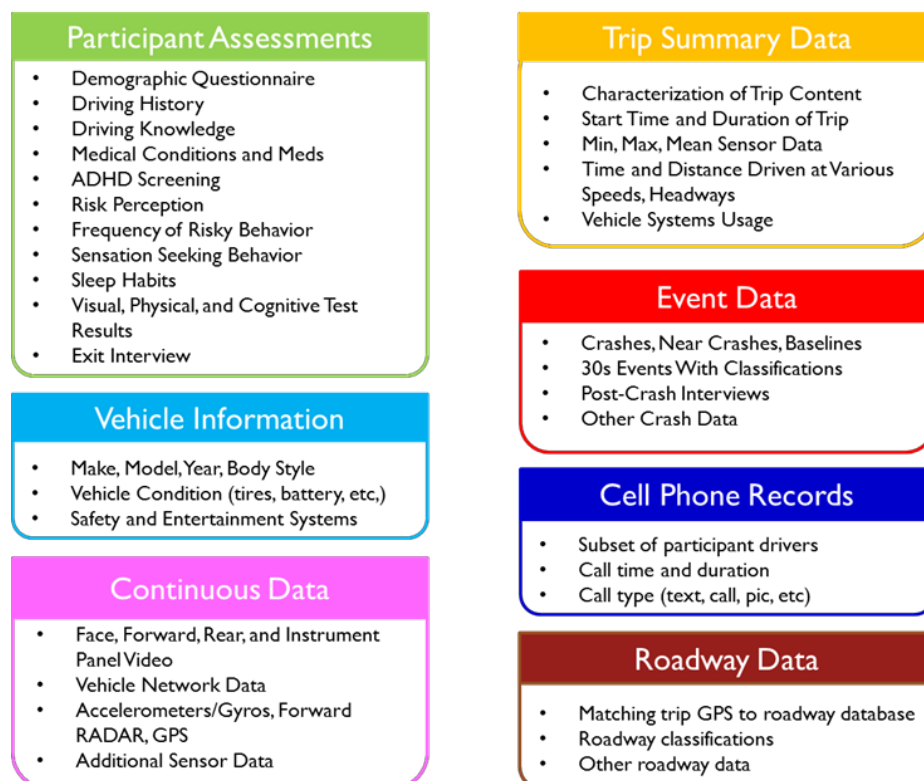 Participant Assessments
• Demographic Questionnaire
• Driving History
• Driving Knowledge
• Medical Conditions and Meds
• ADHD Screening
• Risk Perception
• Frequency of Risky Behavior
• Sensation Seeking Behavior
• Sleep Habits
• Visual, Physical, and Cognitive Test
Results
• Exit Interview
Vehicle Information
• Make, Model, Year, Body Style
• Vehicle Condition (tires, battery, etc,)
• Safety and Entertainment Systems
Continuous Data
• Face, Forward, Rear, and Instrument
Panel Video
• Vehicle Network Data
• Accelerometers/Gyros, Forward
RADAR, GPS
• Additional Sensor Data
Trip Summary Data
• Characterization of Trip Content
• Start Time and Duration of Trip
• Min, Max, Mean Sensor Data
• Time and Distance Driven at Various
Speeds, Headways
• Vehicle Systems Usage
Event Data
• Crashes, Near Crashes, Baselines
• 30s Events With Classifications
• Post-Crash Interviews
• Other Crash Data
Cell Phone Records
• Subset of participant drivers
• Call time and duration
• Call type (text, call, pic, etc)
Roadway Data
• Matching trip GPS to roadway database
• Roadway classifications
• Other roadway data